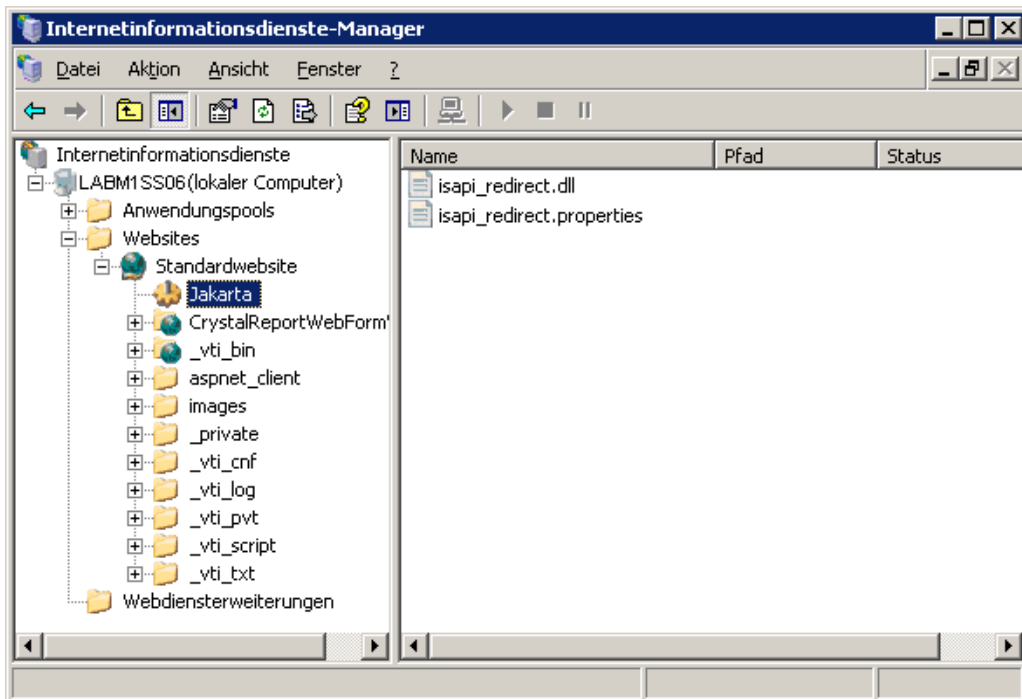 Internetinformationsdienste-Manager
Datei Aktion Ansicht Fenster ?
Internetinformationsdienste
LABM1SS06(lokaler Computer)
Anwendungspools
Websites
Standardwebsite
Jakarta
CrystalReportWebForm
_vti_bin
aspnet_client
images
_private
_vti_cnf
_vti_log
_vti_pvt
_vti_script
_vti_txt
Webdiensterweiterungen
Name Pfad Status
isapi_redirect.dll
isapi_redirect.properties